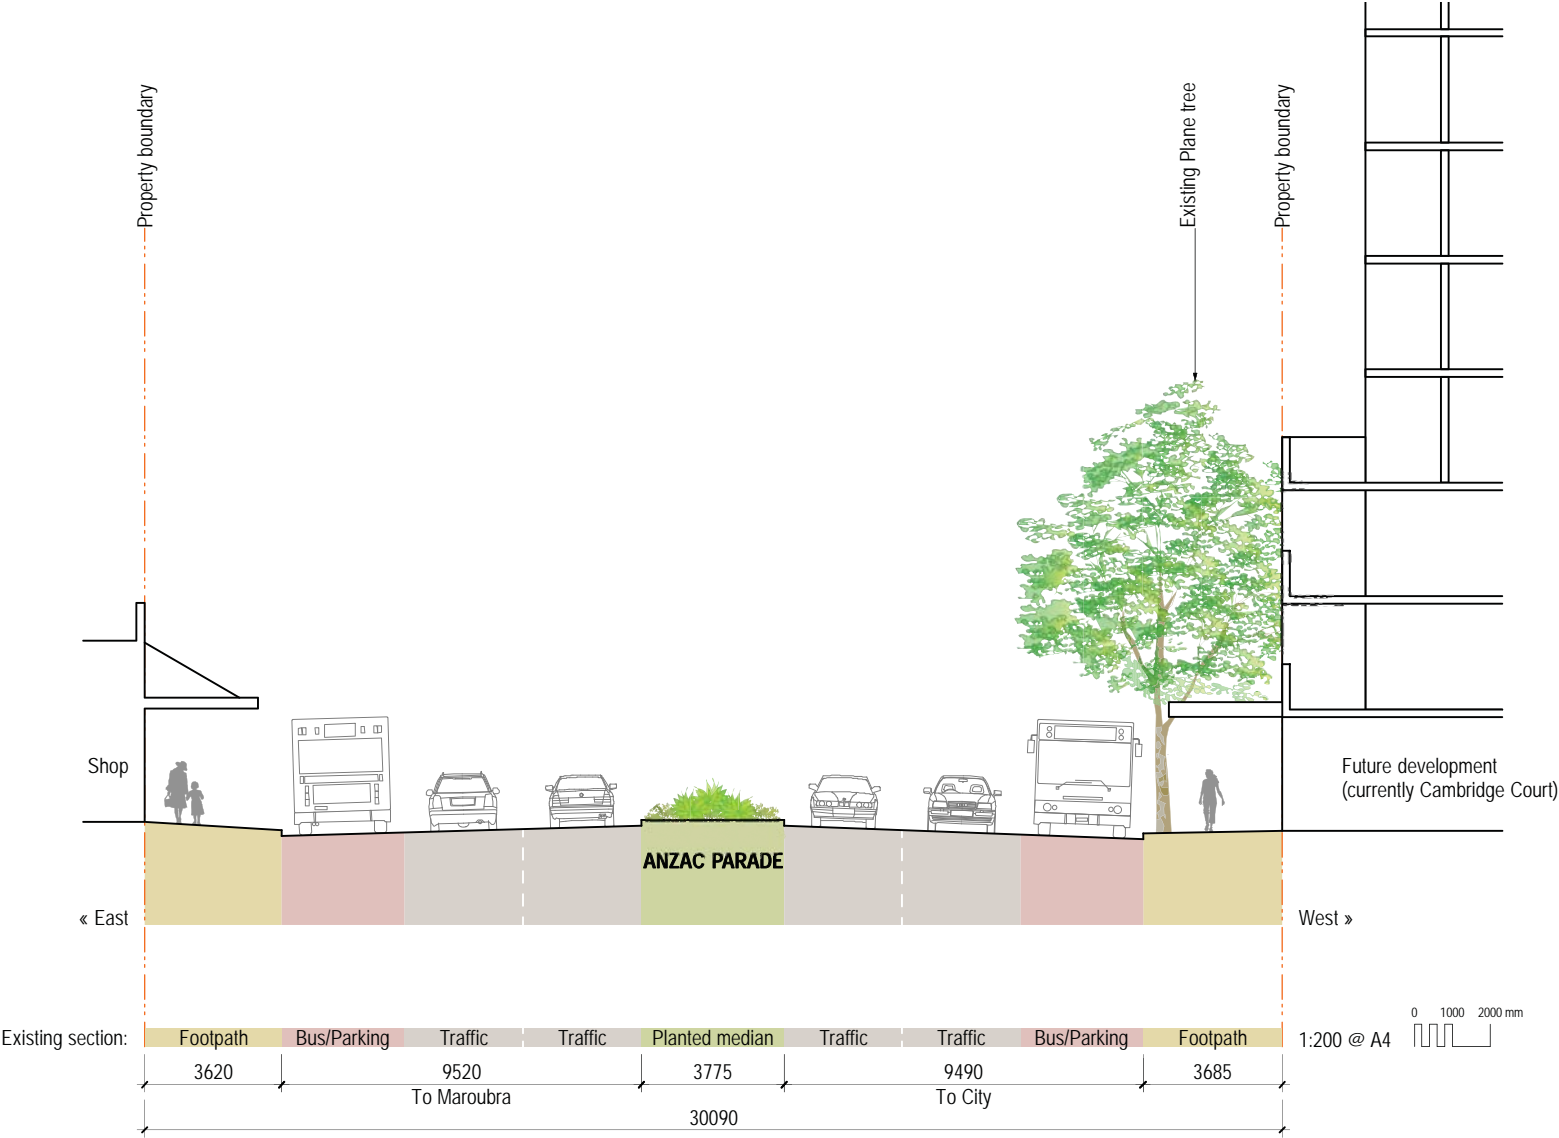 Property boundary
Existing Plane tree
Property boundary
Shop
Future development
(currently Cambridge Court)
ANZAC PARADE
« East
West »
Existing section:
Footpath
Bus/Parking
Traffic
Traffic
Planted median
Traffic
Traffic
Bus/Parking
Footpath
1:200 @ A4
0 1000 2000 mm
3620
9520
3775
9490
3685
To Maroubra
To City
30090